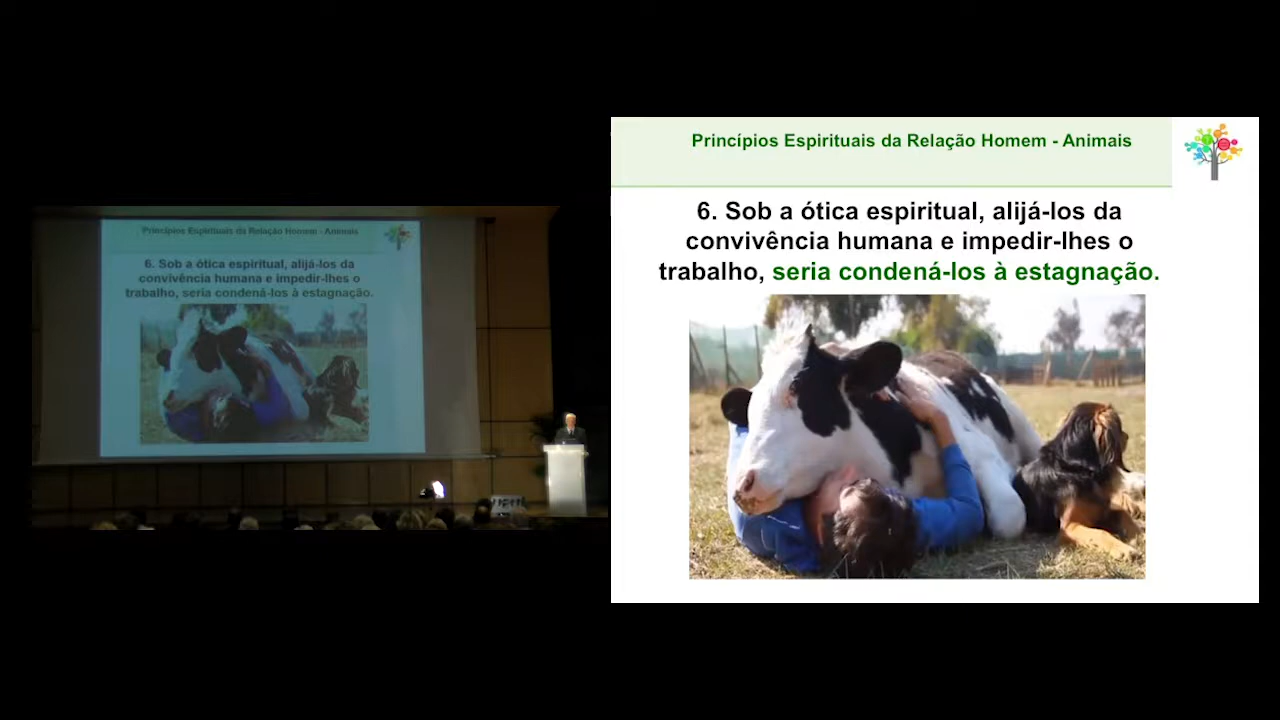 Princípios Espirituais da Relação Homem - Animais
6. Sob a ótica espiritual, alijá-los da
convivência humana e impedir-lhes o
trabalho, seria condená-los à estagnação.
Princípios Espirituais da Relação Homem - Animais
6. Sob a ótica espiritual, alijá-los da
convivência humana e impedir-lhes o
trabalho, seria condená-los à estagnação.